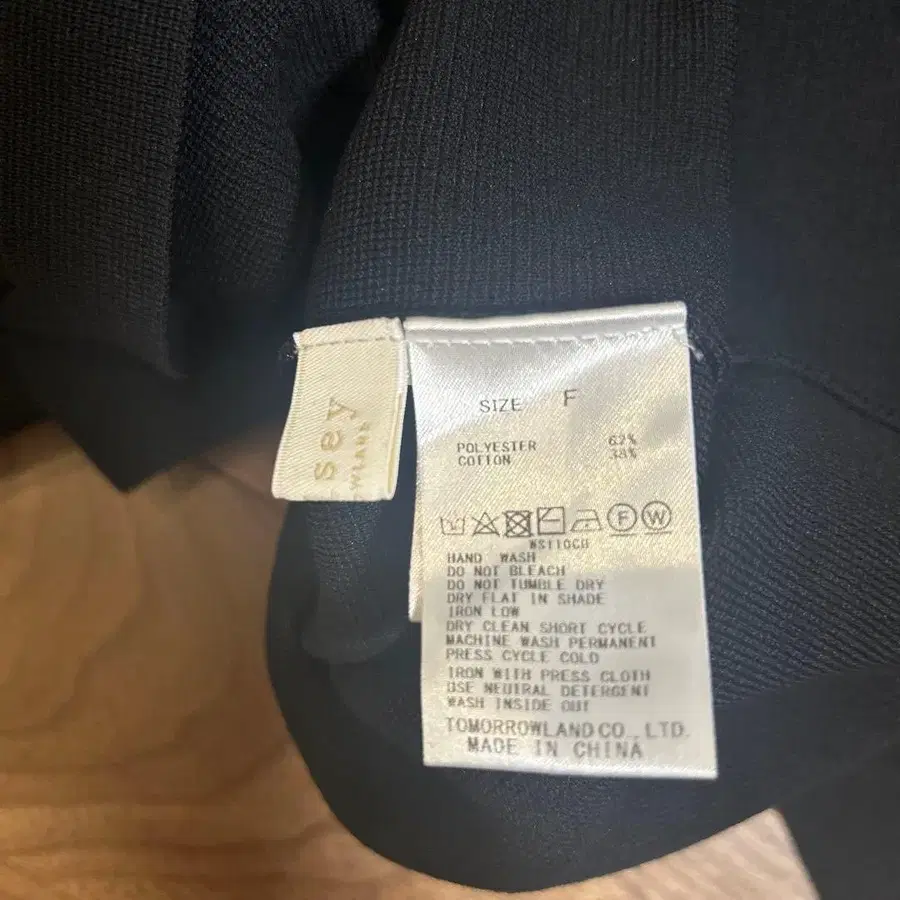 sey
OWLAND
SIZE F
POLYESTER 62%
COTTON 38%
F W
WS110CH
HAND WASH
DO NOT BLEACH
DO NOT TUMBLE DRY
DRY FLAT IN SHADE
IRON LOW
DRY CLEAN SHORT CYCLE
MACHINE WASH PERMANENT
PRESS CYCLE COLD
IRON WITH PRESS CLOTH
USE NEUTRAL DETERGENT
WASH INSIDE OUT
TOMORROWLAND CO., LTD.
MADE IN CHINA